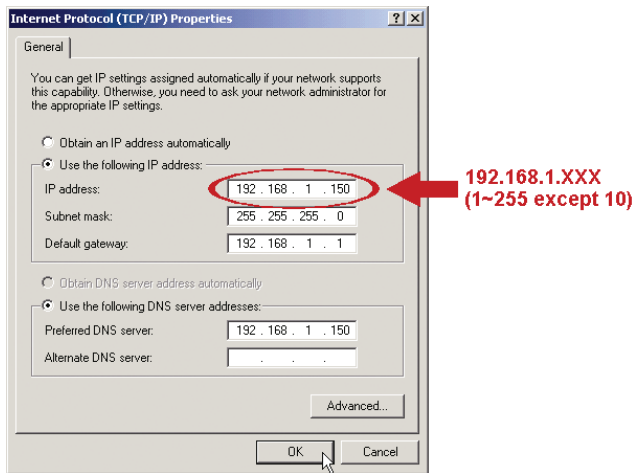 Internet Protocol (TCP/IP) Properties
General
You can get IP settings assigned automatically if your network supports
this capability. Otherwise, you need to ask your network administrator for
the appropriate IP settings.
Obtain an IP address automatically
Use the following IP address:
IP address: 192 . 168 . 1 . 150
192.168.1.XXX
(1~255 except 10)
Subnet mask: 255 . 255 . 255 . 0
Default gateway: 192 . 168 . 1 . 1
Obtain DNS server address automatically
Use the following DNS server addresses:
Preferred DNS server: 192 . 168 . 1 . 150
Alternate DNS server: . . .
Advanced...
OK Cancel